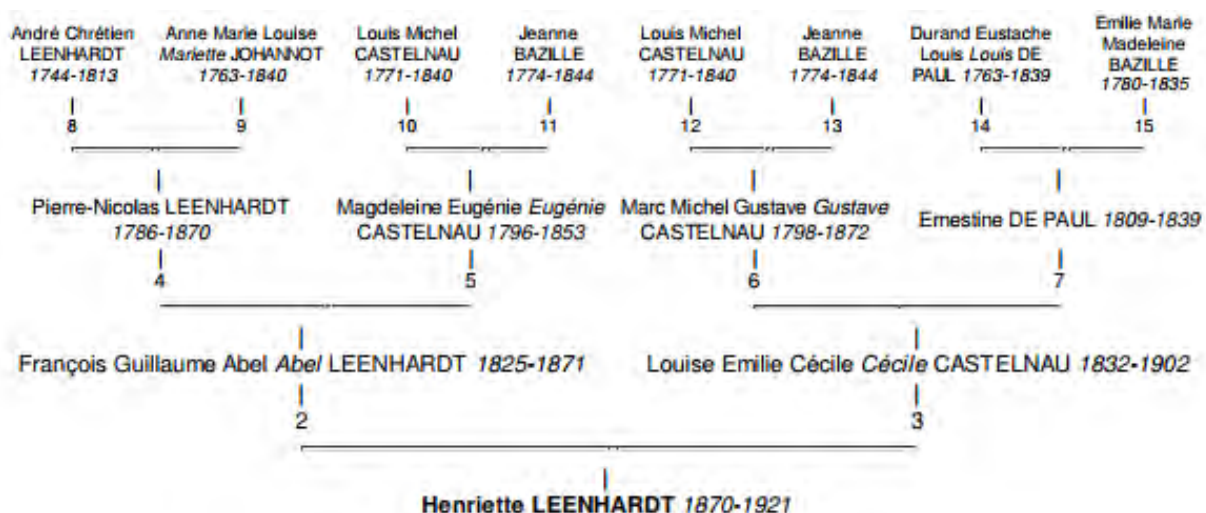 André Chrétien
LEENHARDT
1744-1813
Anne Marie Louise
Mariette JOHANNOT
1763-1840
Louis Michel
CASTELNAU
1771-1840
Jeanne
BAZILLE
1774-1844
Louis Michel
CASTELNAU
1771-1840
Jeanne
BAZILLE
1774-1844
Durand Eustache
Louis Louis DE
PAUL 1763-1839
Emilie Marie
Madeleine
BAZILLE
1780-1835
8
9
10
11
12
13
14
15
Pierre-Nicolas LEENHARDT
1786-1870
Magdeleine Eugénie Eugénie
CASTELNAU 1796-1853
Marc Michel Gustave Gustave
CASTELNAU 1798-1872
Ernestine DE PAUL 1809-1839
4
5
6
7
François Guillaume Abel Abel LEENHARDT 1825-1871
Louise Emilie Cécile Cécile CASTELNAU 1832-1902
2
3
Henriette LEENHARDT 1870-1921